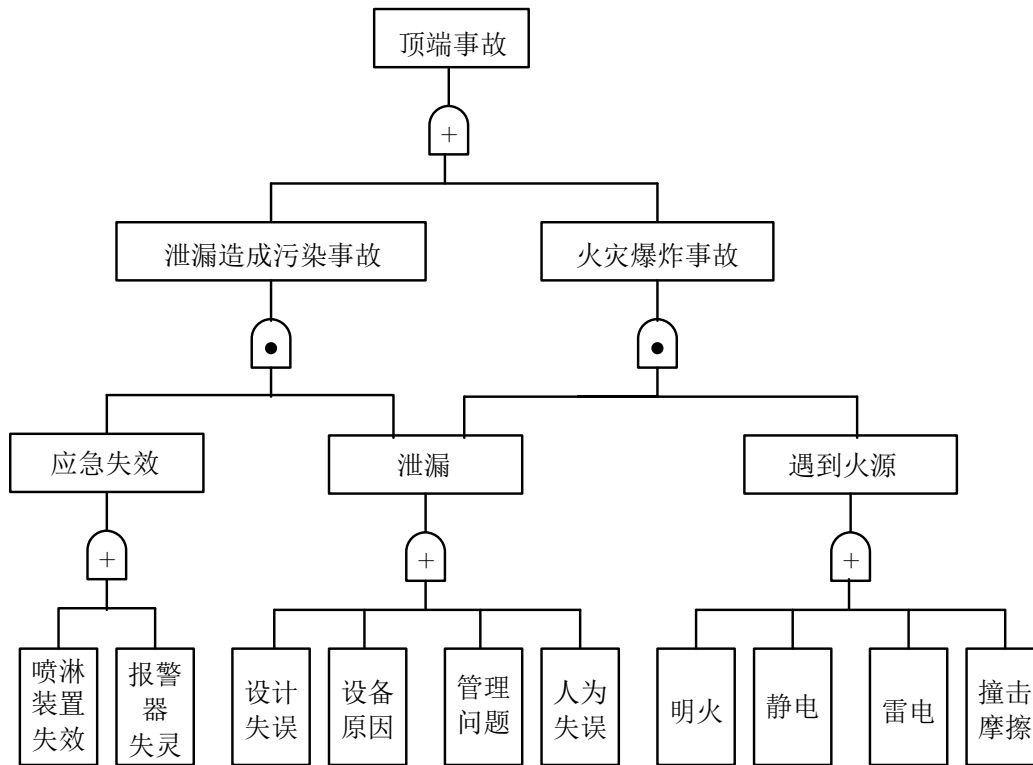 顶端事故
+
泄漏造成污染事故
火灾爆炸事故
应急失效
泄漏
遇到火源
+
+
+
喷淋
装置
失效
报警
器
失灵
设计
失误
设备
原因
管理
问题
人为
失误
明火
静电
雷电
撞击
摩擦